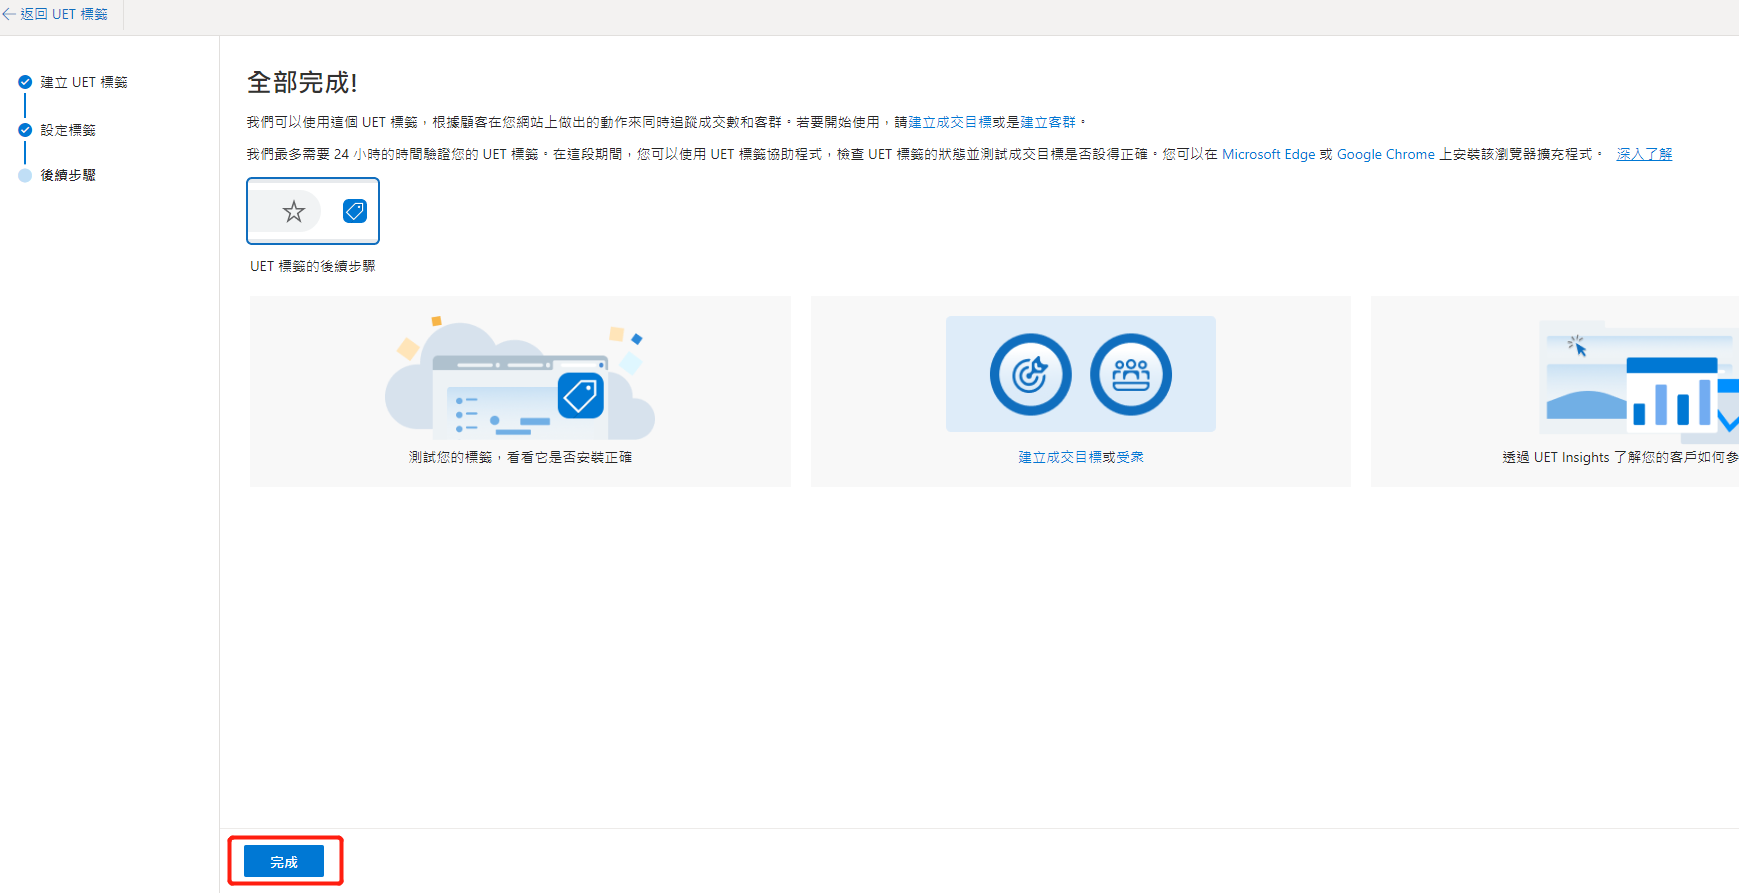 返回 UET 標籤
建立 UET 標籤
設定標籤
後續步驟
全部完成!
我們可以使用這個 UET 標籤，根據顧客在您網站上做出的動作來同時追蹤成交數和客群。若要開始使用，請建立成交目標或是建立客群。
我們最多需要 24 小時的時間驗證您的 UET 標籤。在這段期間，您可以使用 UET 標籤協助程式，檢查 UET 標籤的狀態並測試成交目標是否設得正確。您可以在 Microsoft Edge 或 Google Chrome 上安裝該瀏覽器擴充程式。 深入了解
UET 標籤的後續步驟
測試您的標籤，看看它是否安裝正確
建立成交目標或受眾
透過 UET Insights 了解您的客戶如何參
完成